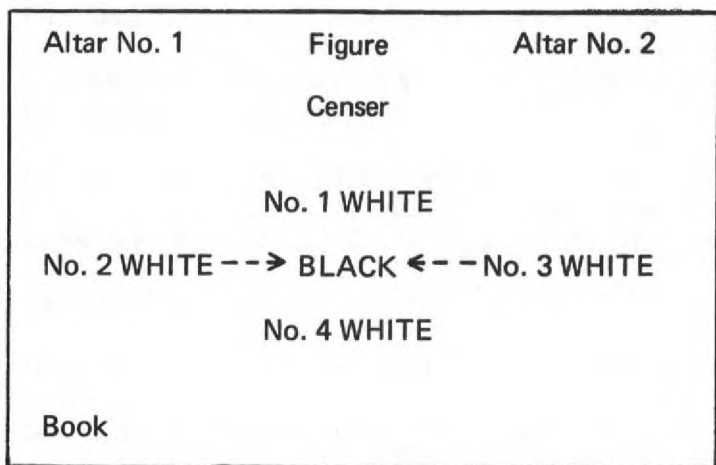 Altar No. 1 Figure Altar No. 2
Censer
No. 1 WHITE
No. 2 WHITE --→ BLACK ←-- No. 3 WHITE
No. 4 WHITE
Book